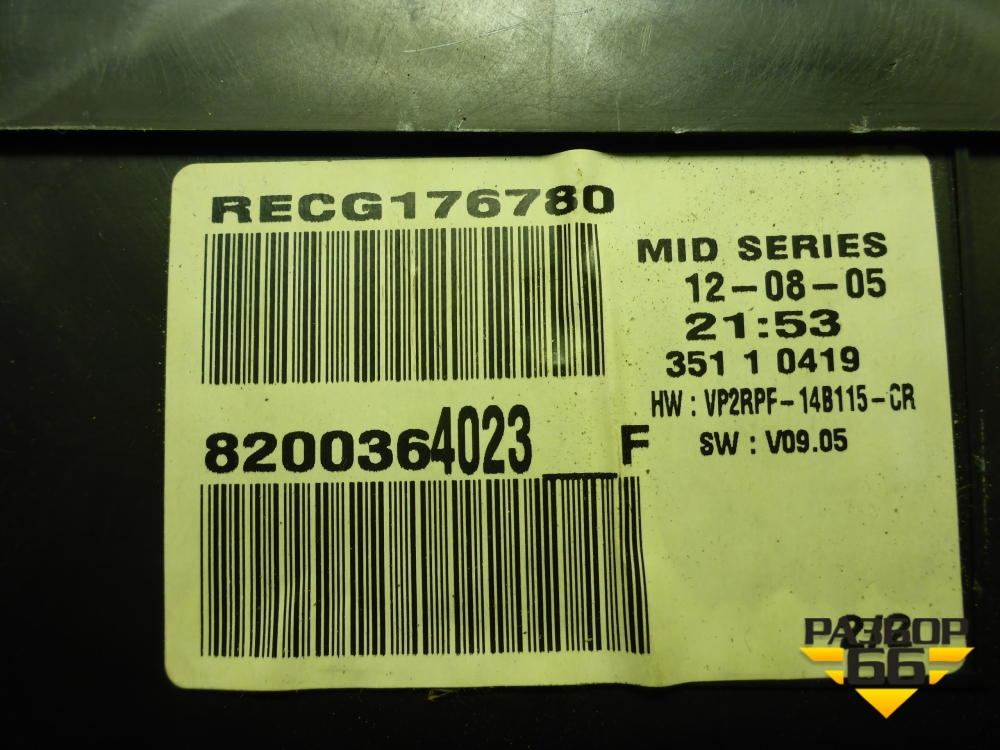 RECG176780
MID SERIES
12-08-05
21:53
351 1 0419
HW : VP2RPF-14B115-CR
SW : V09.05
8200364023__F
РАЗБОР
66